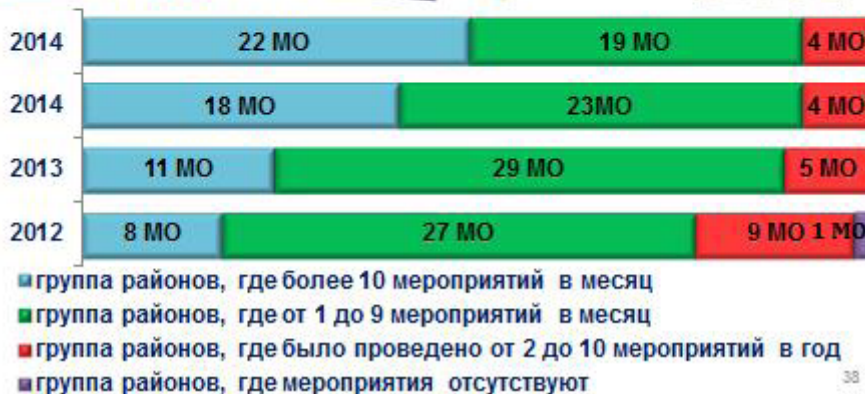 2014 22 МО 19 МО 4 МО
2014 18 МО 23МО 4 МО
2013 11 МО 29 МО 5 МО
2012 8 МО 27 МО 9 МО 1 МО
группа районов, где более 10 мероприятий в месяц
группа районов, где от 1 до 9 мероприятий в месяц
группа районов, где было проведено от 2 до 10 мероприятий в год
группа районов, где мероприятия отсутствуют
38